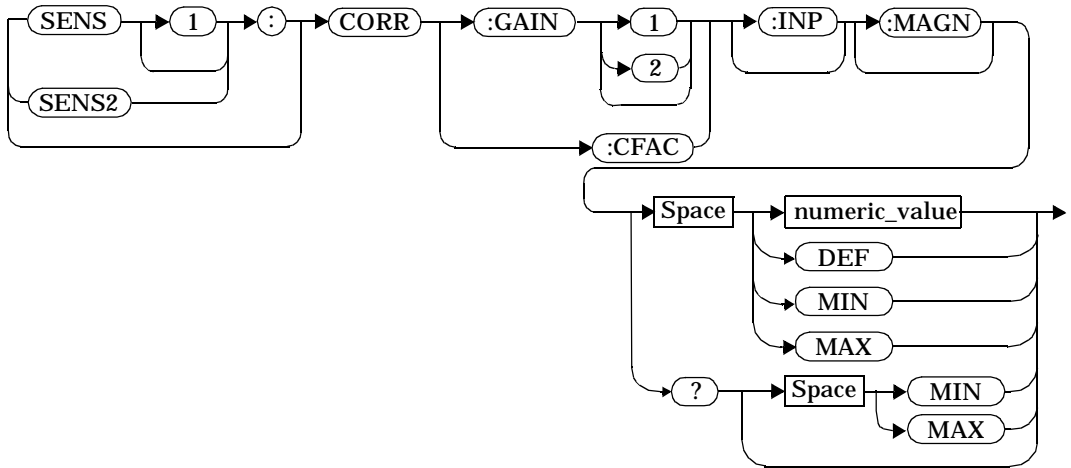 SENS 1 : CORR :GAIN 1 :INP :MAGN
2
SENS2
:CFAC
Space numeric_value
DEF
MIN
MAX
? Space MIN
MAX